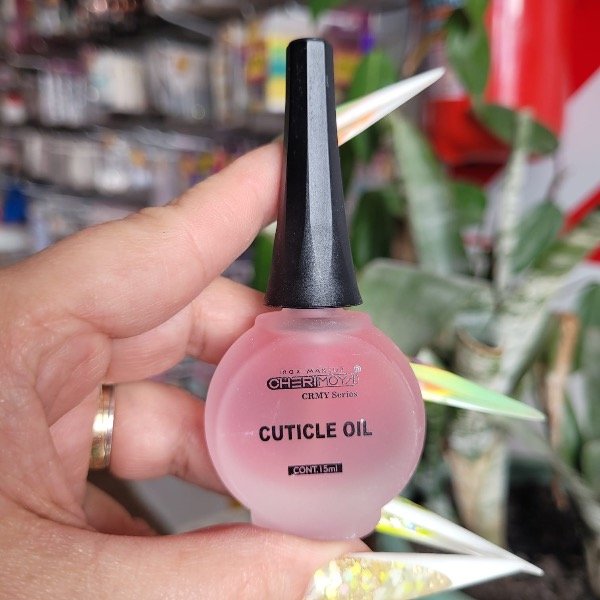 CHERIMOYA®
CRMY Series
CUTICLE OIL
CONT.15ml